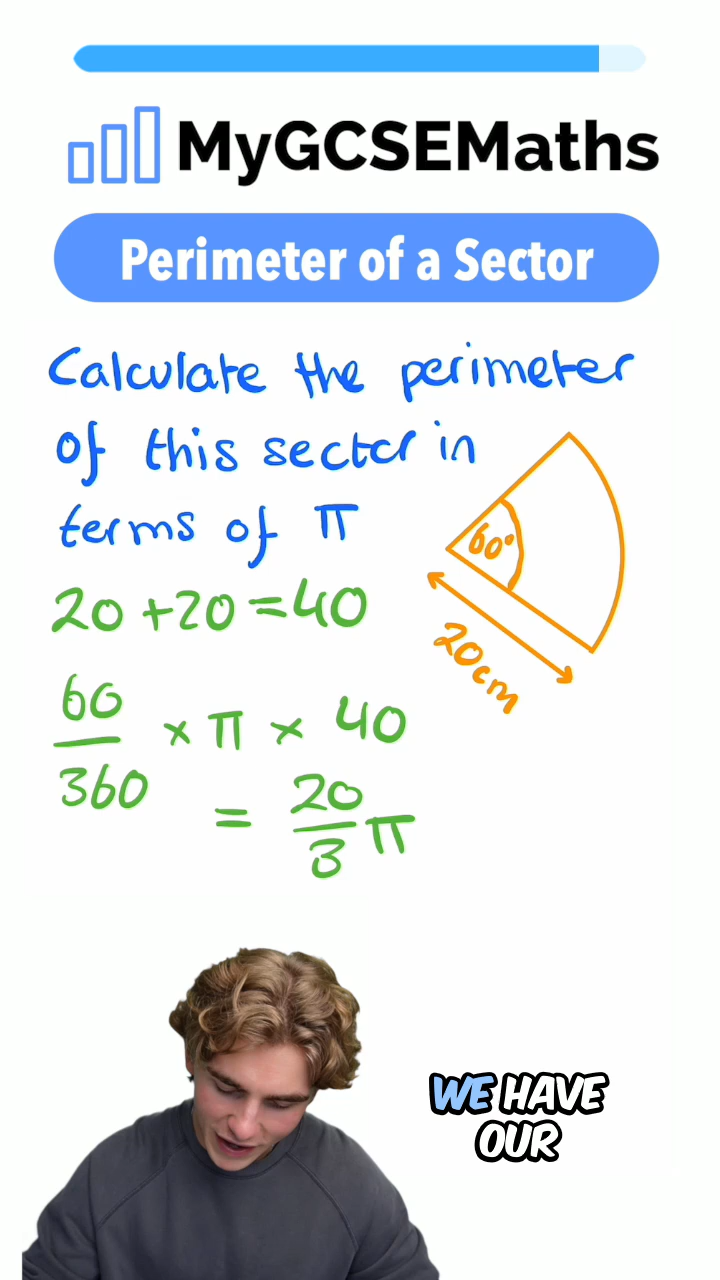 MyGCSEMaths
Perimeter of a Sector
Calculate the perimeter
of this sector in
terms of π
60°
20cm
20 + 20 = 40
60
360
× π × 40
= 20
3
π
WE HAVE
OUR